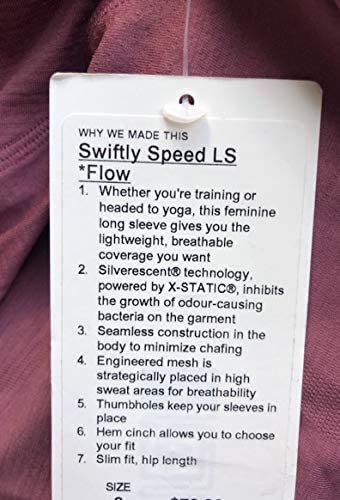 WHY WE MADE THIS
Swiftly Speed LS
*Flow
1. Whether you're training or
headed to yoga, this feminine
long sleeve gives you the
lightweight, breathable
coverage you want
2. Silverescent® technology,
powered by X-STATIC®, inhibits
the growth of odour-causing
bacteria on the garment
3. Seamless construction in the
body to minimize chafing
4. Engineered mesh is
strategically placed in high
sweat areas for breathability
5. Thumbholes keep your sleeves in
place
6. Hem cinch allows you to choose
your fit
7. Slim fit, hip length
SIZE